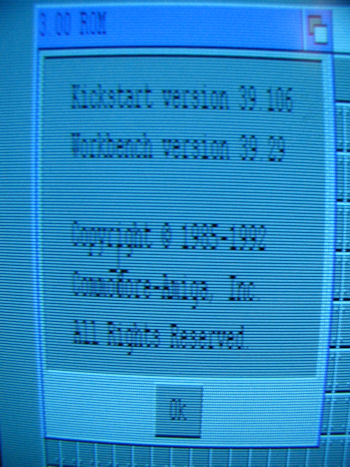 3.00 ROM
Kickstart version 39.106
Workbench version 39.29
Copyright © 1985-1992
Commodore-Amiga, Inc.
All Rights Reserved.
Ok